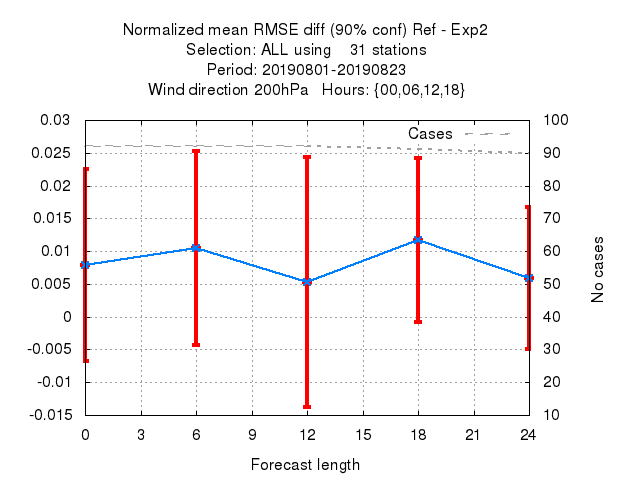 Normalized mean RMSE diff (90% conf) Ref - Exp2
Selection: ALL using    31 stations
Period: 20190801-20190823
Wind direction 200hPa   Hours: {00,06,12,18}
0.03
0.025
0.02
0.015
0.01
0.005
0
-0.005
-0.01
-0.015
Cases
100
90
80
70
60
50
40
30
20
10
No cases
0 3 6 9 12 15 18 21 24
Forecast length